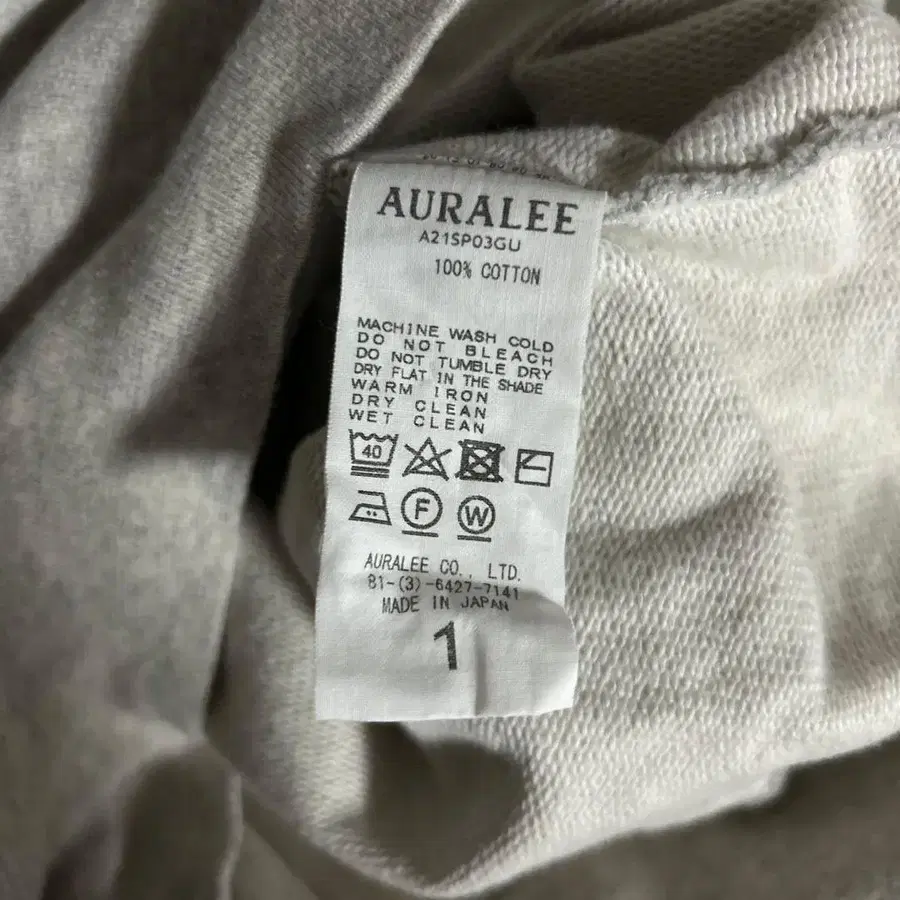 AURALEE
A21SP03GU
100% COTTON
MACHINE WASH COLD
DO NOT BLEACH
DO NOT TUMBLE DRY
DRY FLAT IN THE SHADE
WARM IRON
DRY CLEAN
WET CLEAN
40
F W
AURALEE CO., LTD.
81-(3)-6427-7141
MADE IN JAPAN
1